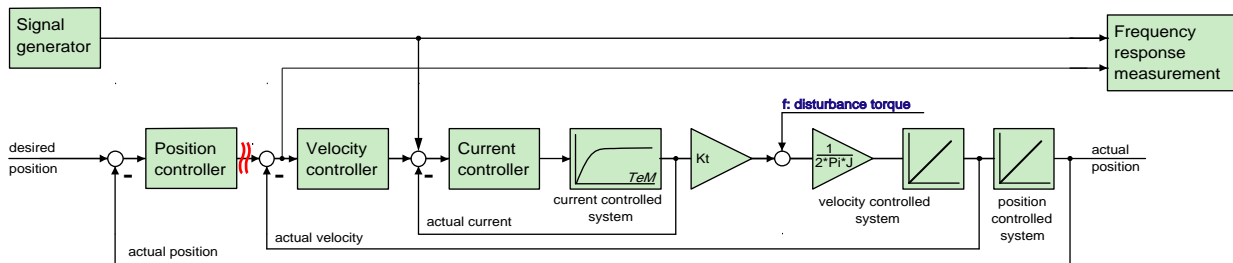 Signal
generator
Frequency
response
measurement
f: disturbance torque
desired
position
Position
controller
Velocity
controller
Current
controller
TeM
Kt
1
2*Pi*J
actual
position
-
-
-
current controlled
system
velocity controlled
system
position
controlled
system
actual current
actual velocity
actual position